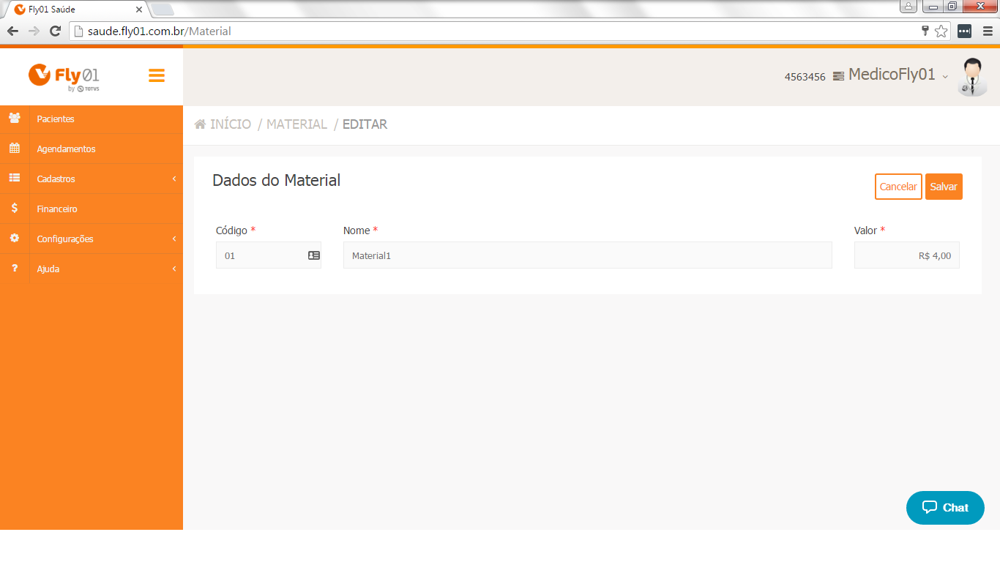 Fly01 Saúde
saude.fly01.com.br/Material
Fly01
by TOTVS
4563456 MedicoFly01
Pacientes
Agendamentos
Cadastros
Financeiro
Configurações
Ajuda
INÍCIO / MATERIAL / EDITAR
Dados do Material
Cancelar Salvar
Código * Nome * Valor *
01 Material1 R$ 4,00
Chat